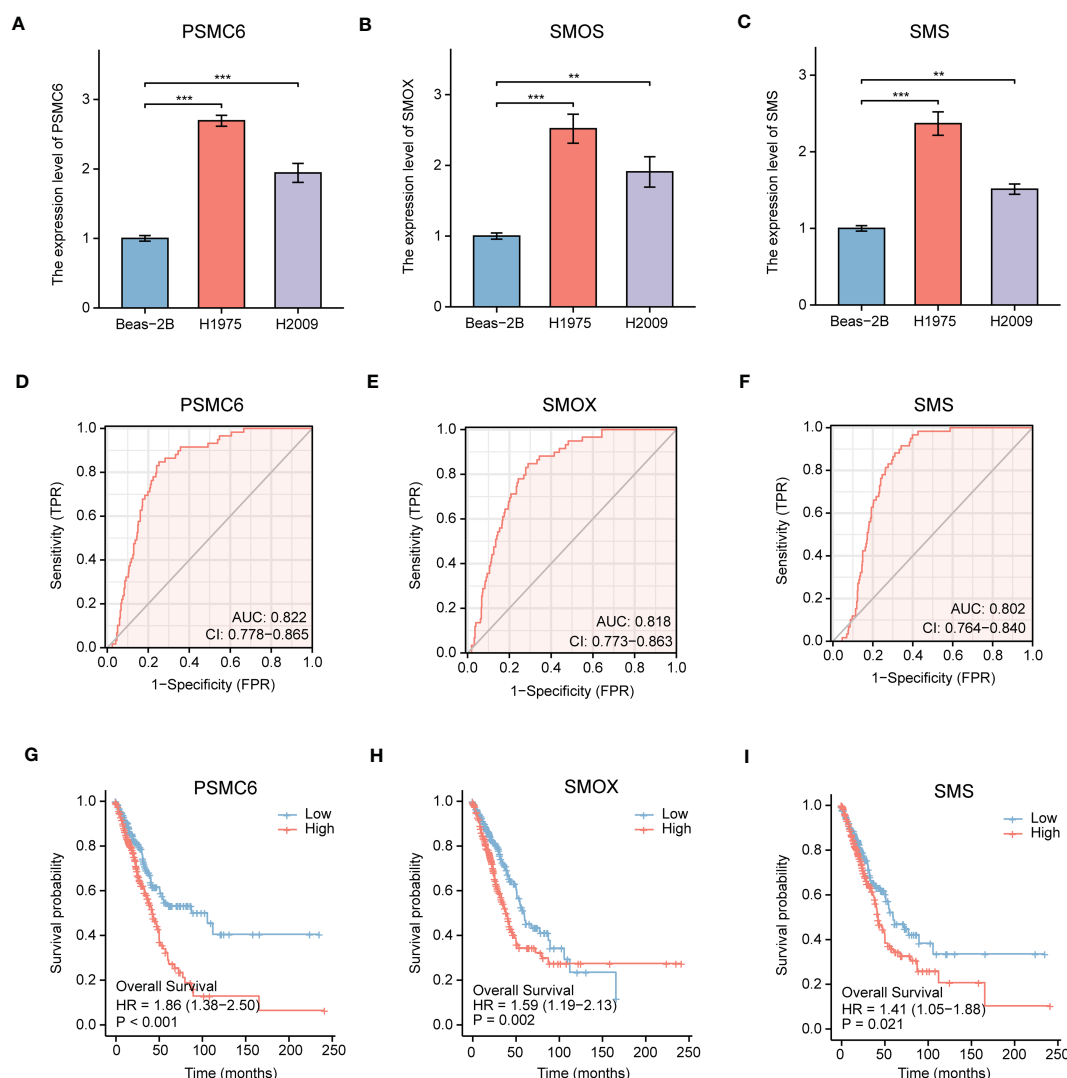 A
PSMC6
The expression level of PSMC6
3
2
1
0
***
***
Beas−2B
H1975
H2009
B
SMOS
The expression level of SMOX
3
2
1
0
**
***
Beas−2B
H1975
H2009
C
SMS
The expression level of SMS
3
2
1
0
**
***
Beas−2B
H1975
H2009
D
PSMC6
Sensitivity (TPR)
1.0
0.8
0.6
0.4
0.2
0.0
AUC: 0.822
CI: 0.778−0.865
0.0 0.2 0.4 0.6 0.8 1.0
1−Specificity (FPR)
E
SMOX
Sensitivity (TPR)
1.0
0.8
0.6
0.4
0.2
0.0
AUC: 0.818
CI: 0.773−0.863
0.0 0.2 0.4 0.6 0.8 1.0
1−Specificity (FPR)
F
SMS
Sensitivity (TPR)
1.0
0.8
0.6
0.4
0.2
0.0
AUC: 0.802
CI: 0.764−0.840
0.0 0.2 0.4 0.6 0.8 1.0
1−Specificity (FPR)
G
PSMC6
Survival probability
1.0
0.8
0.6
0.4
0.2
0.0
Low
High
Overall Survival
HR = 1.86 (1.38−2.50)
P < 0.001
0 50 100 150 200 250
Time (months)
H
SMOX
Survival probability
1.0
0.8
0.6
0.4
0.2
0.0
Low
High
Overall Survival
HR = 1.59 (1.19−2.13)
P = 0.002
0 50 100 150 200 250
Time (months)
I
SMS
Survival probability
1.0
0.8
0.6
0.4
0.2
0.0
Low
High
Overall Survival
HR = 1.41 (1.05−1.88)
P = 0.021
0 50 100 150 200 250
Time (months)